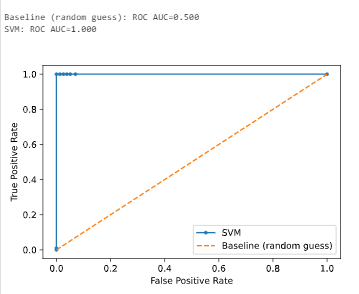 Baseline (random guess): ROC AUC=0.500
SVM: ROC AUC=1.000
1.0
0.8
0.6
0.4
0.2
0.0
True Positive Rate
SVM
Baseline (random guess)
0.0 0.2 0.4 0.6 0.8 1.0
False Positive Rate